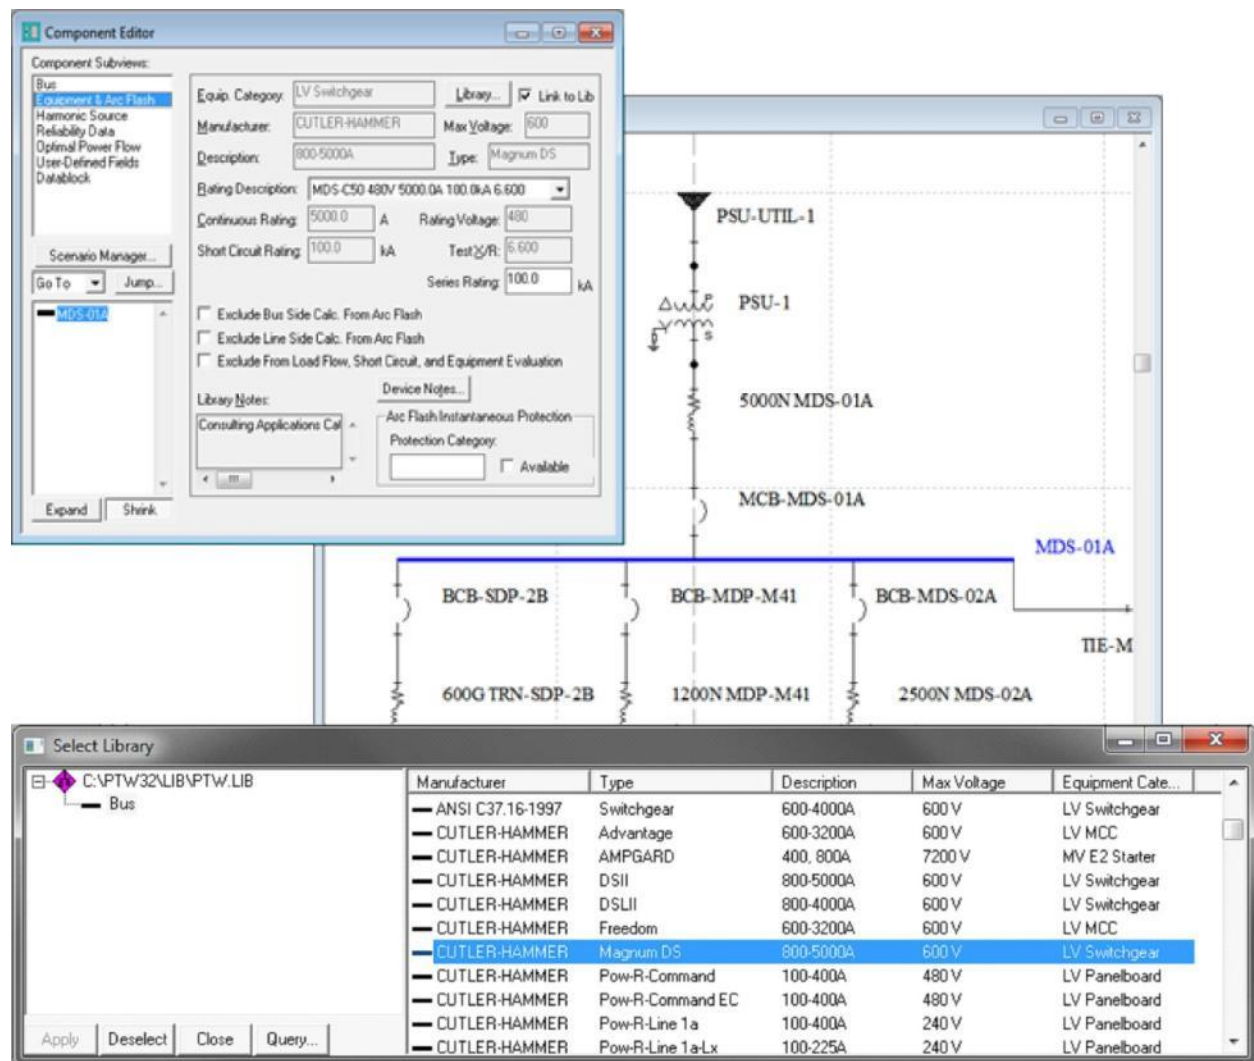 Component Editor
Component Subviews:
Bus
Equipment & Arc Flash
Harmonic Source
Reliability Data
Optimal Power Flow
User-Defined Fields
Datablock
Scenario Manager...
Go To Jump...
MDS-01A
Expand Shrink
Equip. Category: LV Switchgear Library... Link to Lib
Manufacturer: CUTLER-HAMMER Max Voltage: 600
Description: 800-5000A Type: Magnum DS
Rating Description: MDS-C50 480V 5000.0A 100.0kA 6.600
Continuous Rating: 5000.0 A Rating Voltage: 480
Short Circuit Rating: 100.0 kA Test X/R: 6.600
Series Rating: 100.0 kA
Exclude Bus Side Calc. From Arc Flash
Exclude Line Side Calc. From Arc Flash
Exclude From Load Flow, Short Circuit, and Equipment Evaluation
Device Notes...
Library Notes:
Consulting Applications Cat
Arc Flash Instantaneous Protection
Protection Category:
Available
PSU-UTIL-1
P
PSU-1
S
5000N MDS-01A
MCB-MDS-01A
MDS-01A
BCB-SDP-2B BCB-MDP-M41 BCB-MDS-02A
TIE-M
600G TRN-SDP-2B 1200N MDP-M41 2500N MDS-02A
Select Library
C:\PTW32\LIB\PTW.LIB
Bus
Apply Deselect Close Query...
Manufacturer Type Description Max Voltage Equipment Cate...
ANSI C37.16-1997 Switchgear 600-4000A 600 V LV Switchgear
CUTLER-HAMMER Advantage 600-3200A 600 V LV MCC
CUTLER-HAMMER AMPGARD 400, 800A 7200 V MV E2 Starter
CUTLER-HAMMER DSII 800-5000A 600 V LV Switchgear
CUTLER-HAMMER DSLII 800-4000A 600 V LV Switchgear
CUTLER-HAMMER Freedom 600-3200A 600 V LV MCC
CUTLER-HAMMER Magnum DS 800-5000A 600 V LV Switchgear
CUTLER-HAMMER Pow-R-Command 100-400A 480 V LV Panelboard
CUTLER-HAMMER Pow-R-Command EC 100-400A 480 V LV Panelboard
CUTLER-HAMMER Pow-R-Line 1a 100-400A 240 V LV Panelboard
CUTLER-HAMMER Pow-R-Line 1a-Lx 100-225A 240 V LV Panelboard